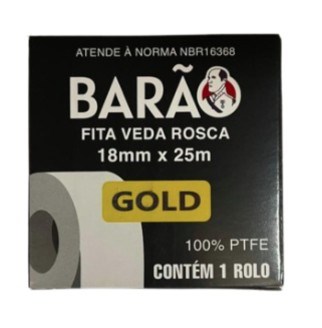 ATENDE À NORMA NBR16368
BARÃO
FITA VEDA ROSCA
18mm x 25m
GOLD
100% PTFE
CONTÉM 1 ROLO